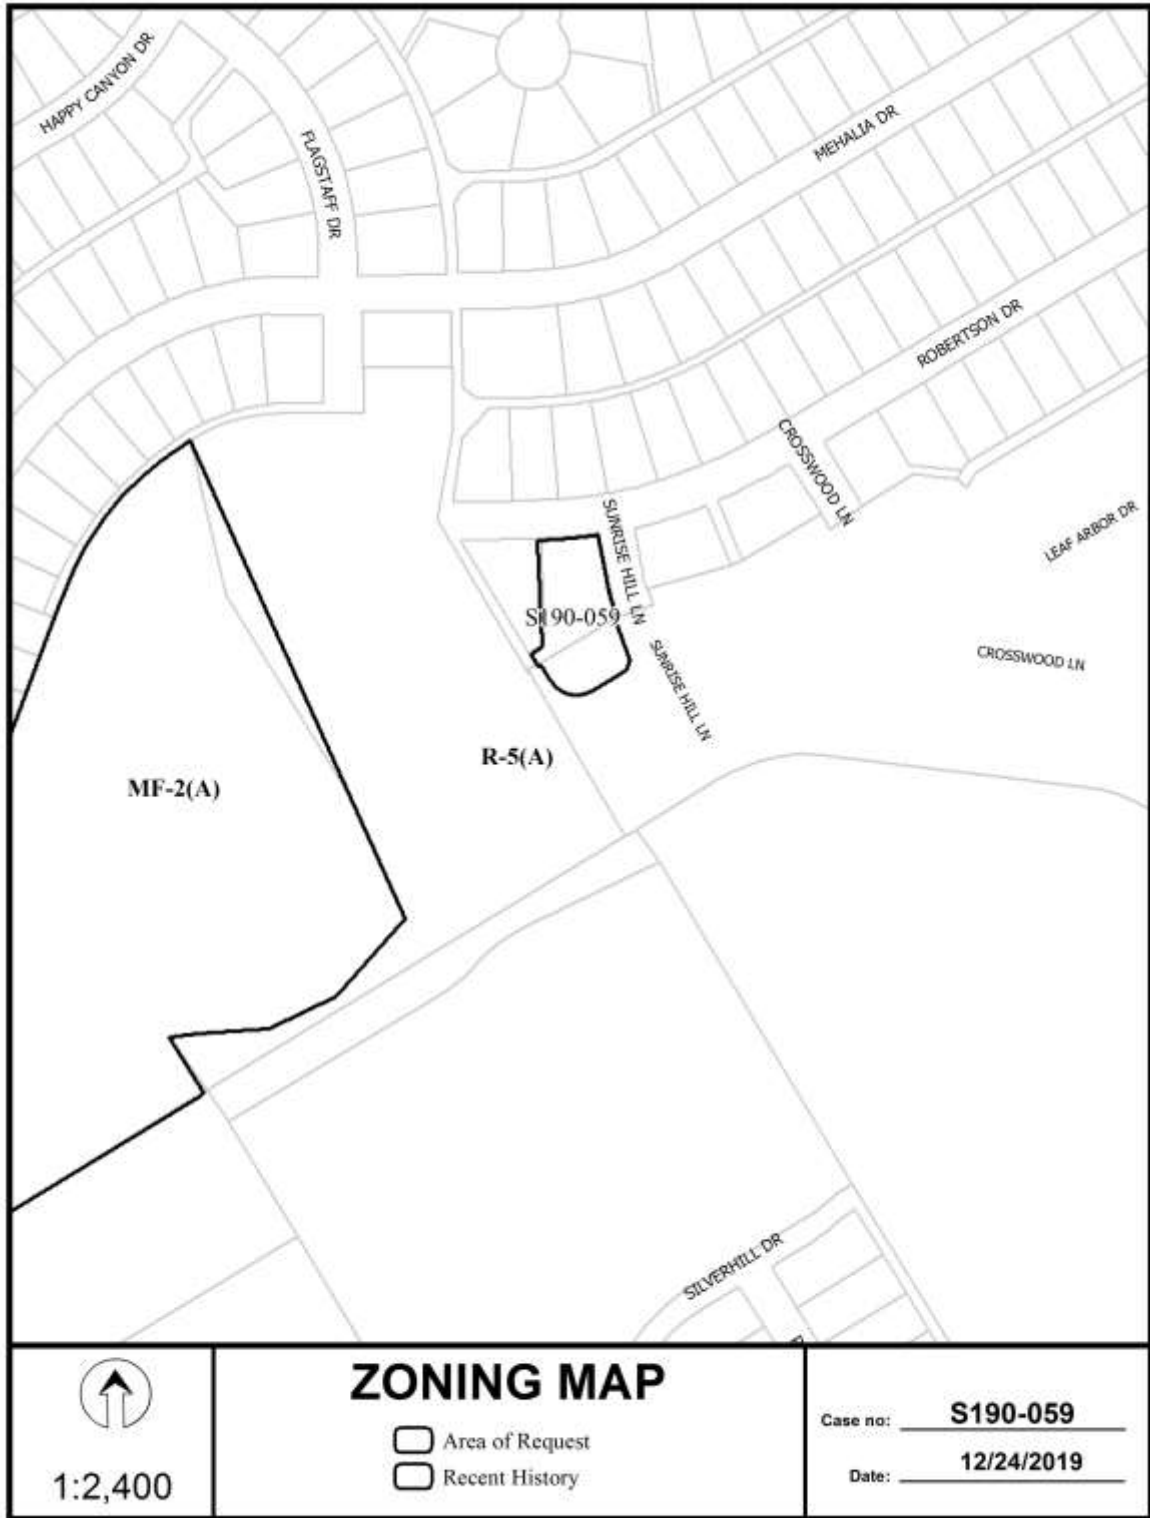 HAPPY CANYON DR
FLAGSTAFF DR
MEHALIA DR
ROBERTSON DR
CROSSWOOD LN
LEAF ARBOR DR
SUNRISE HILL LN
S190-059
SUNRISE HILL LN
CROSSWOOD LN
R-5(A)
MF-2(A)
SILVERHILL DR
ZONING MAP
Area of Request
Recent History
1:2,400
Case no: S190-059
Date: 12/24/2019